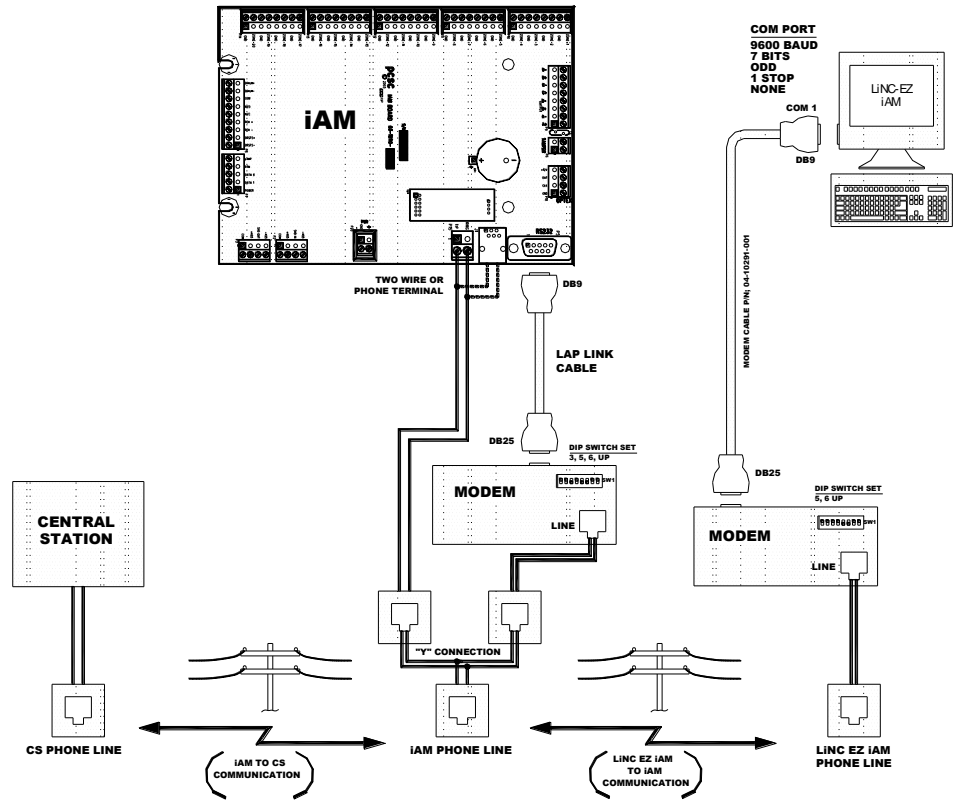 COM PORT
9600 BAUD
7 BITS
ODD
1 STOP
NONE
LiNC-EZ
iAM
COM 1
DB9
iAM
PCSC
TWO WIRE OR
PHONE TERMINAL
DB9
MODEM CABLE P/N; 04-10291-001
LAP LINK
CABLE
DB25
DIP SWITCH SET
3, 5, 6, UP
SW1
MODEM
LINE
DB25
DIP SWITCH SET
5, 6 UP
SW1
MODEM
LINE
CENTRAL
STATION
"Y" CONNECTION
CS PHONE LINE
iAM PHONE LINE
LiNC EZ iAM
PHONE LINE
iAM TO CS
COMMUNICATION
LiNC EZ iAM
TO iAM
COMMUNICATION